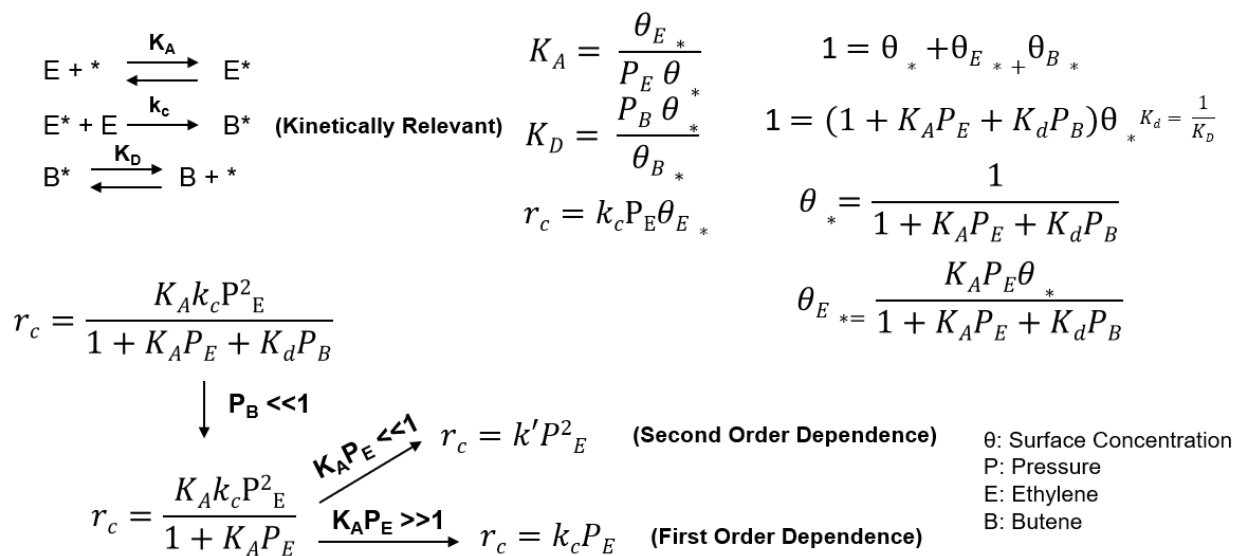 E + * K_A E*
E* + E k_c B* (Kinetically Relevant)
B* K_D B + *
K_A = θ_E * / P_E θ_*
K_D = P_B θ_* / θ_B *
r_c = k_c P_E θ_E *
1 = θ_* + θ_E * + θ_B *
1 = (1 + K_A P_E + K_d P_B)θ_* K_d = 1 / K_D
θ_* = 1 / 1 + K_A P_E + K_d P_B
θ_E *= K_A P_E θ_* / 1 + K_A P_E + K_d P_B
r_c = K_A k_c P²_E / 1 + K_A P_E + K_d P_B
P_B <<1
r_c = K_A k_c P²_E / 1 + K_A P_E
K_A P_E <<1
r_c = k′P²_E (Second Order Dependence)
K_A P_E >>1
r_c = k_c P_E (First Order Dependence)
θ: Surface Concentration
P: Pressure
E: Ethylene
B: Butene